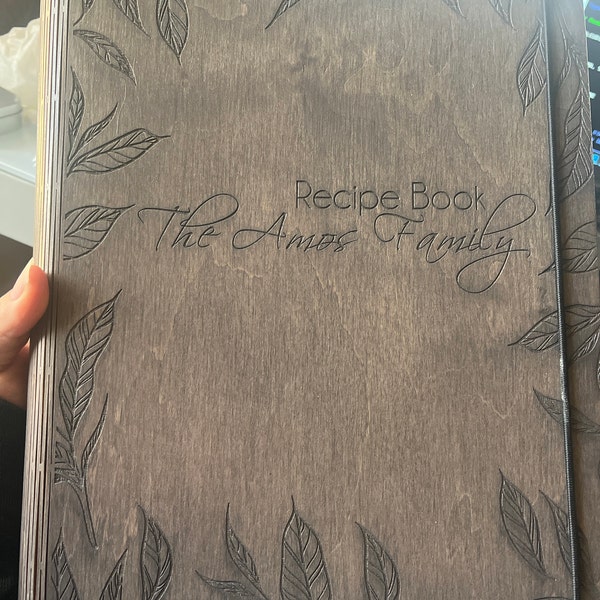 Recipe Book
The Amos Family